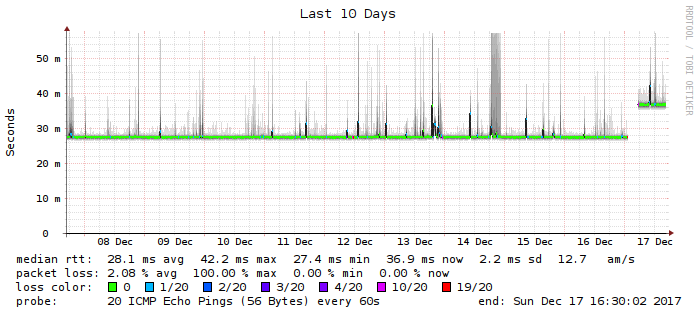 Last 10 Days
RRDTOOL / TOBI OETIKER
Seconds
50 m
40 m
30 m
20 m
10 m
0
08 Dec 09 Dec 10 Dec 11 Dec 12 Dec 13 Dec 14 Dec 15 Dec 16 Dec 17 Dec
median rtt: 28.1 ms avg 42.2 ms max 27.4 ms min 36.9 ms now 2.2 ms sd 12.7 am/s
packet loss: 2.08 % avg 100.00 % max 0.00 % min 0.00 % now
loss color: 0 1/20 2/20 3/20 4/20 10/20 19/20
probe: 20 ICMP Echo Pings (56 Bytes) every 60s end: Sun Dec 17 16:30:02 2017